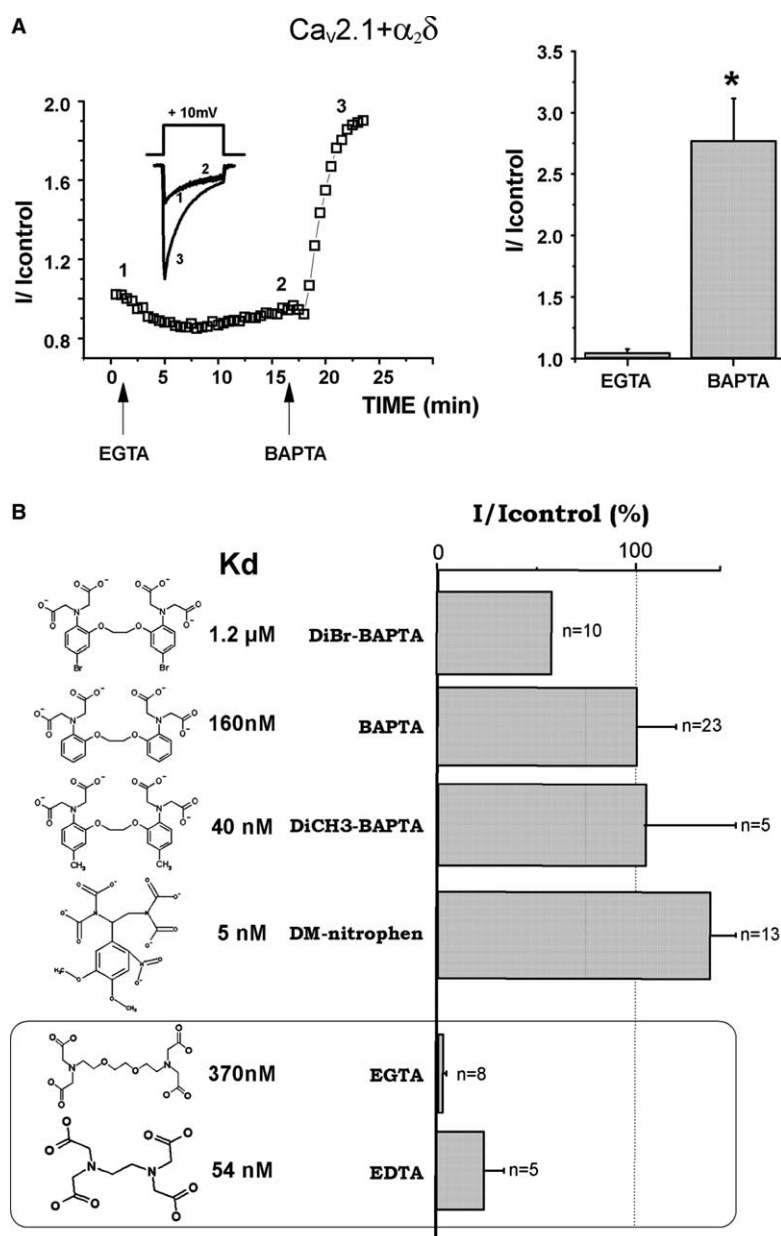 A
Caᵥ2.1+α₂δ
I/ Icontrol
2.0
1.6
1.2
0.8
+ 10mV
2
1
3
1
2
3
0 5 10 15 20 25
TIME (min)
EGTA
BAPTA
I/ Icontrol
3.5
3.0
2.5
2.0
1.5
1.0
*
EGTA BAPTA
B
I/Icontrol (%)
0 100
Kd
1.2 µM DiBr-BAPTA n=10
160nM BAPTA n=23
40 nM DiCH3-BAPTA n=5
5 nM DM-nitrophen n=13
370nM EGTA n=8
54 nM EDTA n=5